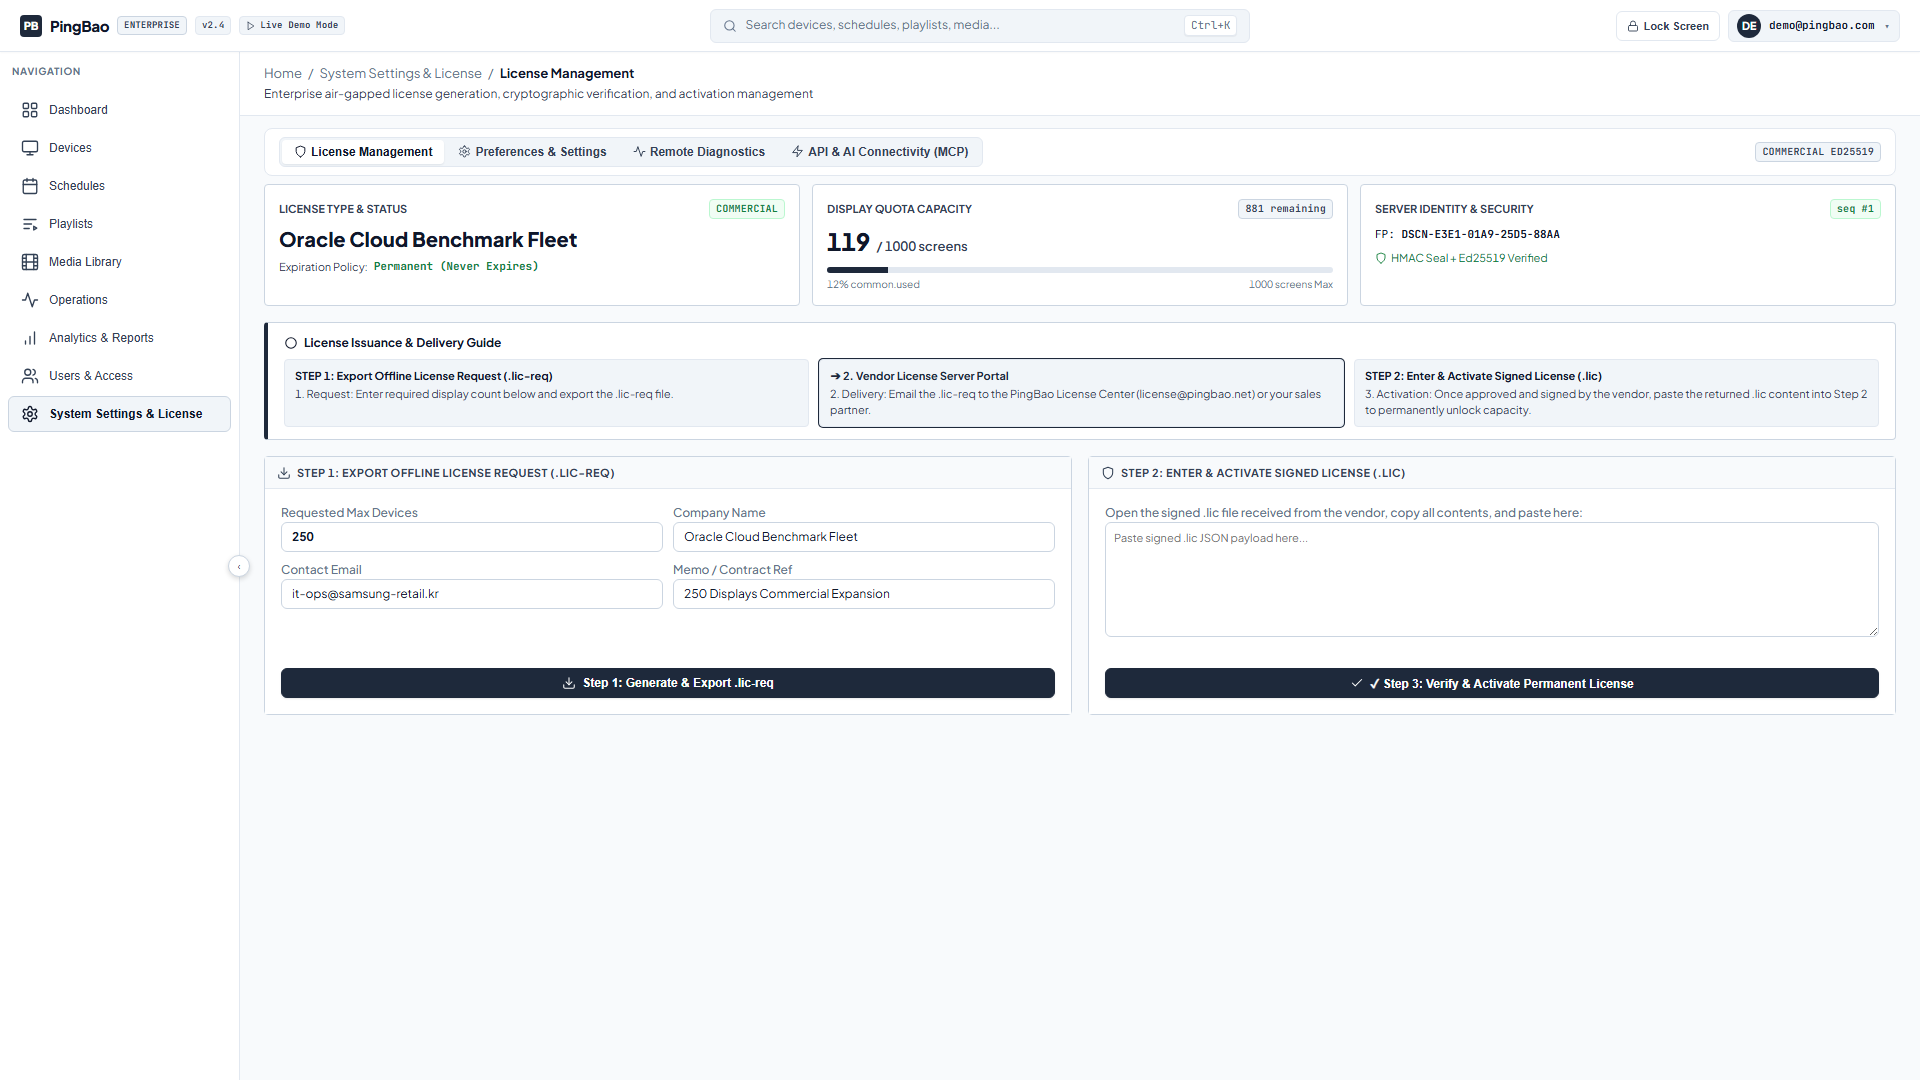 PB PingBao ENTERPRISE v2.4 Live Demo Mode
Search devices, schedules, playlists, media... Ctrl+K
Lock Screen
DE demo@pingbao.com
NAVIGATION
Dashboard
Devices
Schedules
Playlists
Media Library
Operations
Analytics & Reports
Users & Access
System Settings & License
Home / System Settings & License / License Management
Enterprise air-gapped license generation, cryptographic verification, and activation management
License Management Preferences & Settings Remote Diagnostics API & AI Connectivity (MCP)
COMMERCIAL ED25519
LICENSE TYPE & STATUS COMMERCIAL
Oracle Cloud Benchmark Fleet
Expiration Policy: Permanent (Never Expires)
DISPLAY QUOTA CAPACITY 881 remaining
119 / 1000 screens
12% common.used 1000 screens Max
SERVER IDENTITY & SECURITY seq #1
FP: DSCN-E3E1-01A9-25D5-88AA
HMAC Seal + Ed25519 Verified
License Issuance & Delivery Guide
STEP 1: Export Offline License Request (.lic-req)
1. Request: Enter required display count below and export the .lic-req file.
➔ 2. Vendor License Server Portal
2. Delivery: Email the .lic-req to the PingBao License Center (license@pingbao.net) or your sales
partner.
STEP 2: Enter & Activate Signed License (.lic)
3. Activation: Once approved and signed by the vendor, paste the returned .lic content into Step 2
to permanently unlock capacity.
STEP 1: EXPORT OFFLINE LICENSE REQUEST (.LIC-REQ)
Requested Max Devices Company Name
250 Oracle Cloud Benchmark Fleet
Contact Email Memo / Contract Ref
it-ops@samsung-retail.kr 250 Displays Commercial Expansion
Step 1: Generate & Export .lic-req
STEP 2: ENTER & ACTIVATE SIGNED LICENSE (.LIC)
Open the signed .lic file received from the vendor, copy all contents, and paste here:
Paste signed .lic JSON payload here...
✓ Step 3: Verify & Activate Permanent License